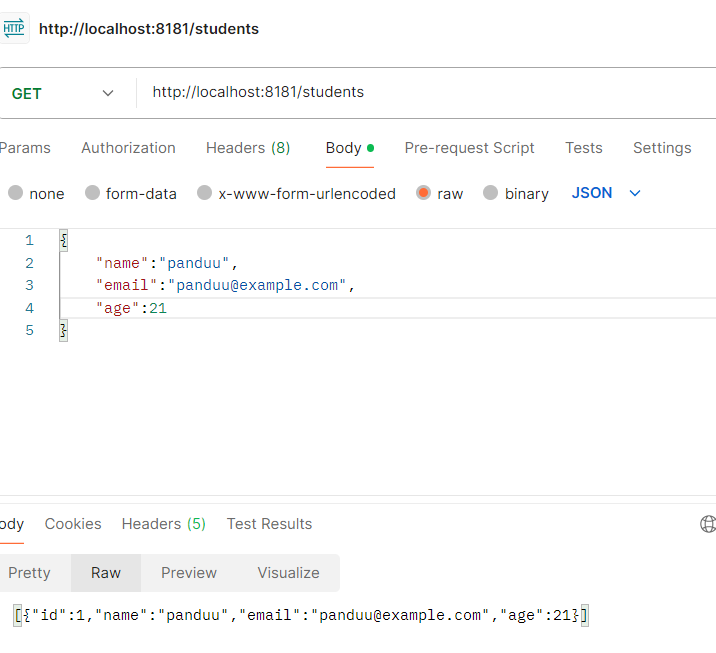 HTTP http://localhost:8181/students
GET http://localhost:8181/students
Params Authorization Headers (8) Body Pre-request Script Tests Settings
none form-data x-www-form-urlencoded raw binary JSON
1 {
2 "name":"panduu",
3 "email":"panduu@example.com",
4 "age":21
5 }
ody Cookies Headers (5) Test Results
Pretty Raw Preview Visualize
[{"id":1,"name":"panduu","email":"panduu@example.com","age":21}]